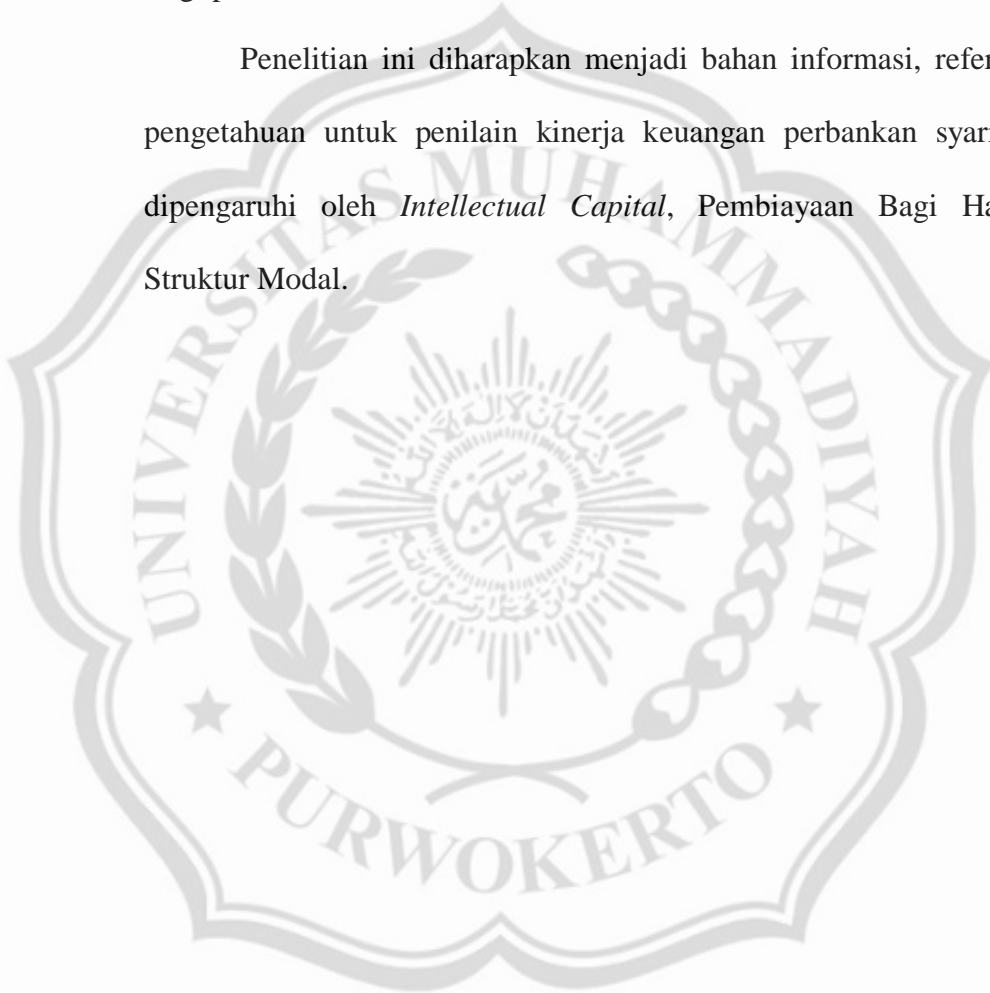 Penelitian ini diharapkan menjadi bahan informasi, refer
pengetahuan untuk penilain kinerja keuangan perbankan syar
dipengaruhi oleh Intellectual Capital, Pembiayaan Bagi Ha
Struktur Modal.
UNIVERSITAS MUHAMMADIYAH
PURWOKERTO